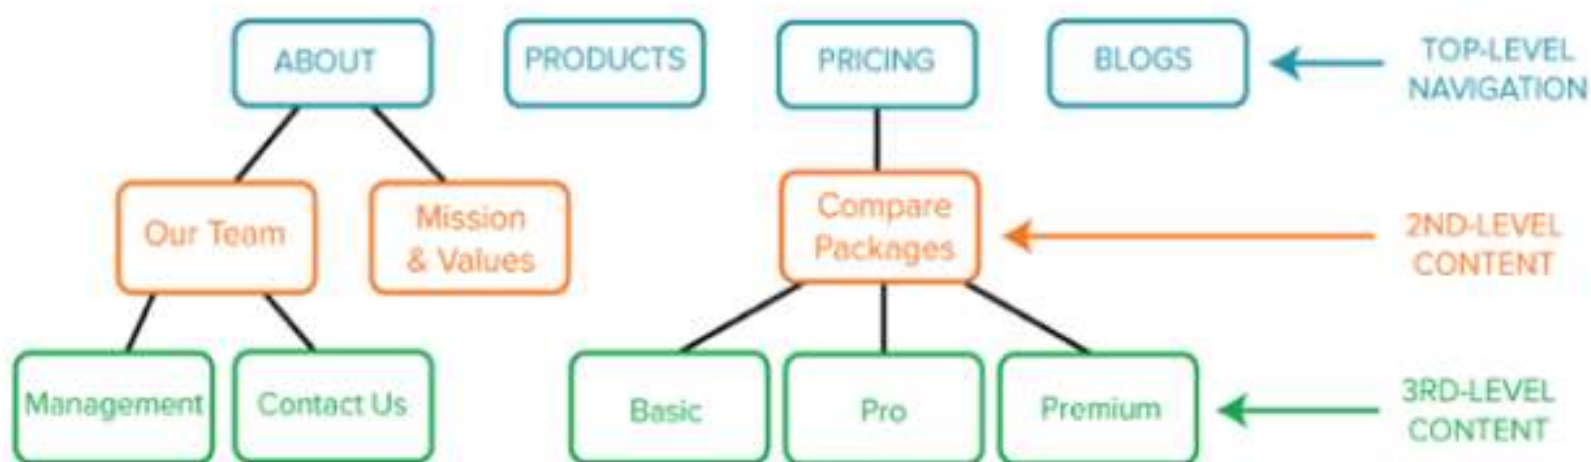 ABOUT
PRODUCTS
PRICING
BLOGS
TOP-LEVEL
NAVIGATION
Our Team
Mission
& Values
Compare
Packages
2ND-LEVEL
CONTENT
Management
Contact Us
Basic
Pro
Premium
3RD-LEVEL
CONTENT